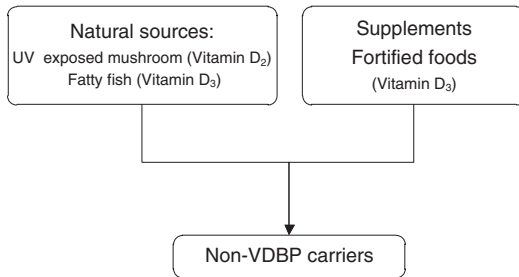 Natural sources:
UV exposed mushroom (Vitamin D₂)
Fatty fish (Vitamin D₃)
Supplements
Fortified foods
(Vitamin D₃)
Non-VDBP carriers